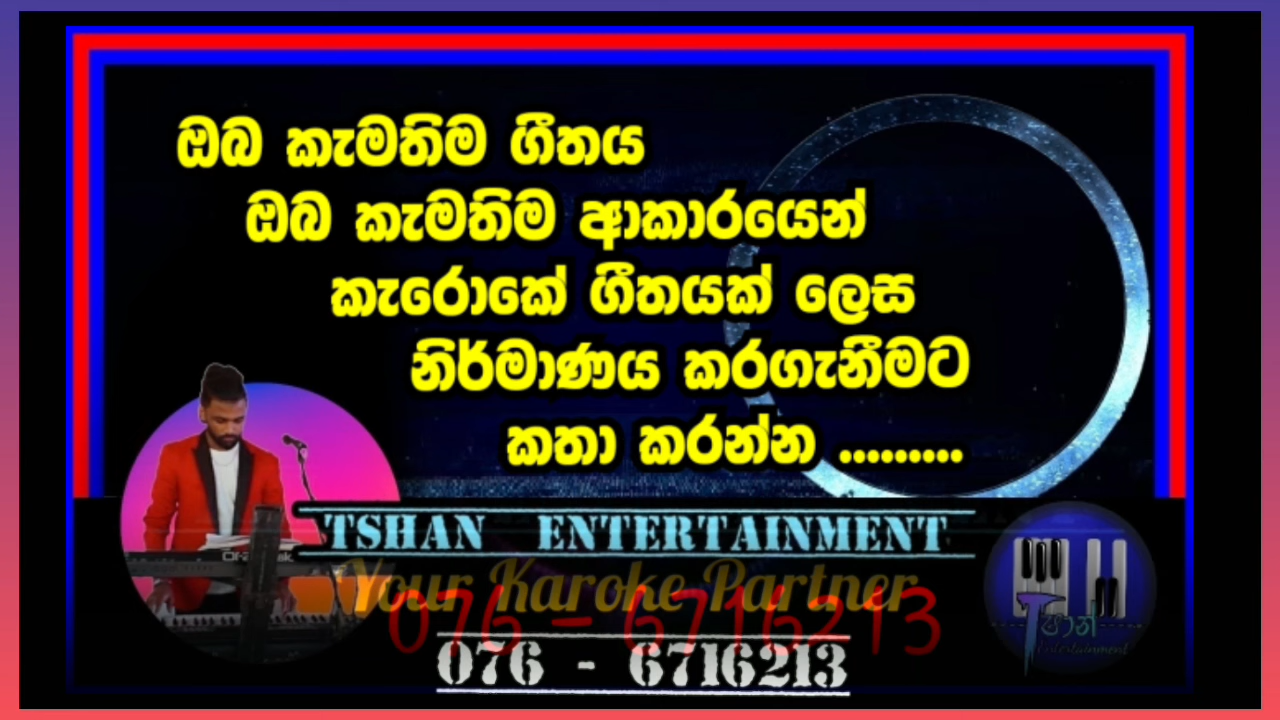 ඔබ කැමතිම ගීතය
ඔබ කැමතිම ආකාරයෙන්
කැරොකේ ගීතයක් ලෙස
නිර්මාණය කරගැනීමට
කතා කරන්න .........
TSHAN ENTERTAINMENT
Your Karoke Partner
076 - 6716213
076 - 6716213
ෂාන්
Entertainment